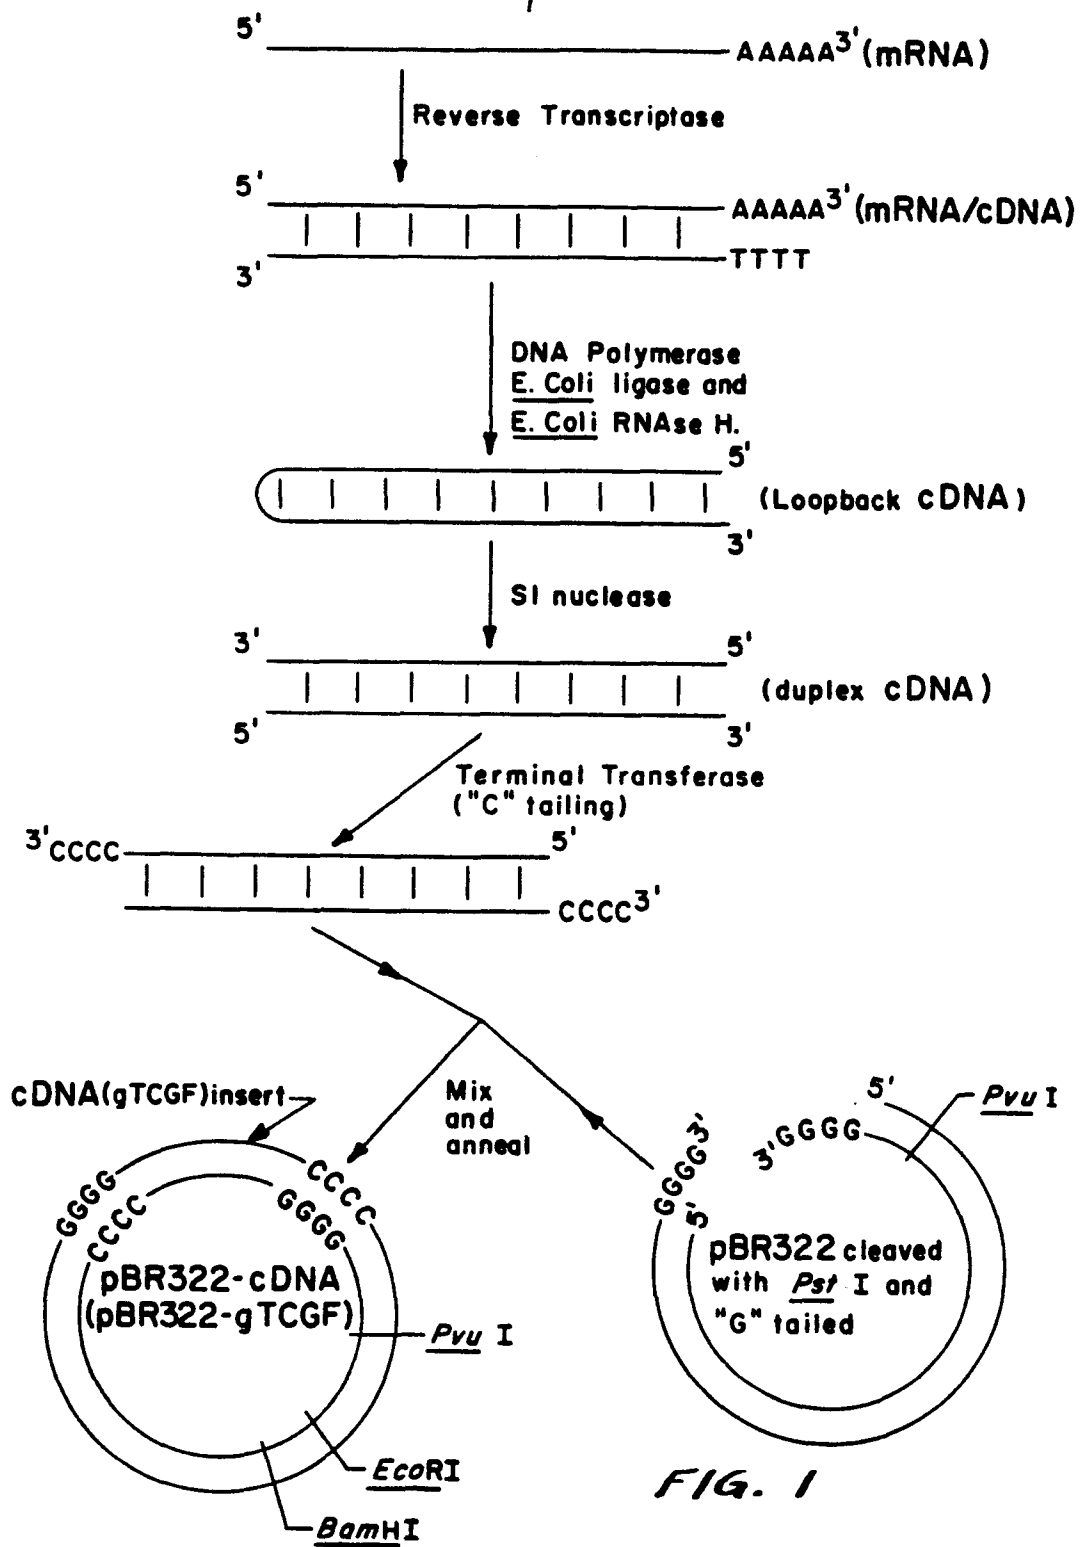 5'
AAAAA3' (mRNA)
Reverse Transcriptase
5'
AAAAA3' (mRNA/cDNA)
3'
TTTT
DNA Polymerase
E. Coli ligase and
E. Coli RNAse H.
5'
(Loopback cDNA)
3'
SI nuclease
3'
5'
(duplex cDNA)
5'
3'
Terminal Transferase
("C" tailing)
3'CCCC
5'
CCCC3'
cDNA(gTCGF)insert
Mix
and
anneal
5'
Pvu I
3'GGGG
GGGG3'
5'
GGGG
CCCC
CCCC
GGGG
pBR322-cDNA
(pBR322-gTCGF)
pBR322 cleaved
with Pst I and
"G" tailed
Pvu I
EcoRI
BamHI
FIG. 1